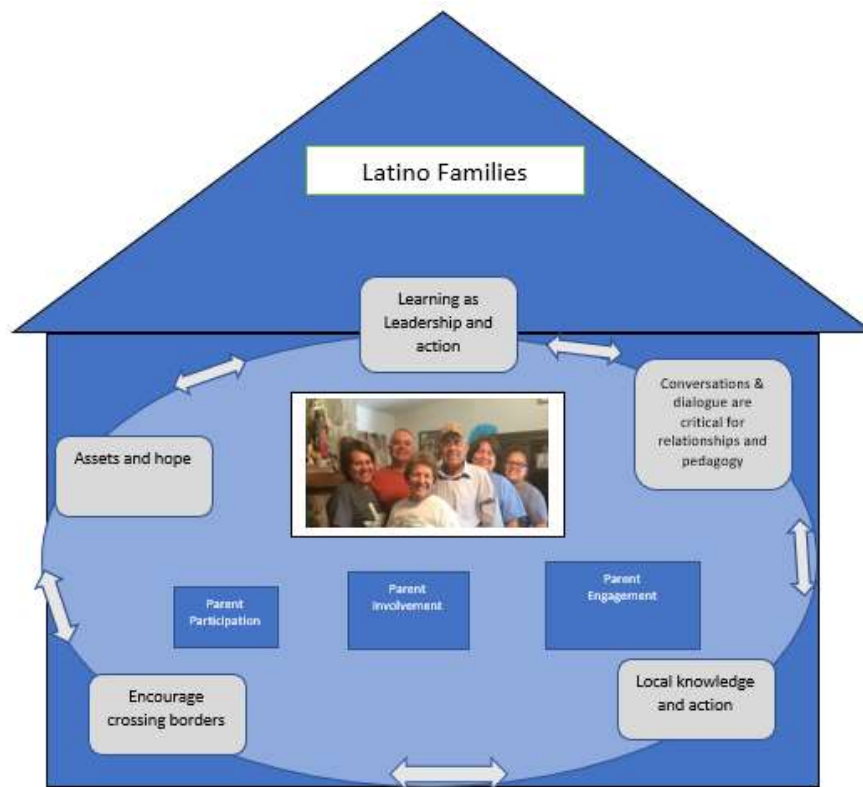 Latino Families
Learning as
Leadership and
action
Conversations &
dialogue are
critical for
relationships and
pedagogy
Assets and hope
Parent
Participation
Parent
Involvement
Parent
Engagement
Encourage
crossing borders
Local knowledge
and action